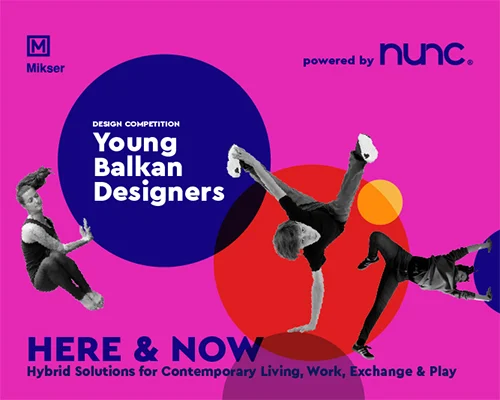 M
Mikser
powered by nunc.®
DESIGN COMPETITION
Young
Balkan
Designers
HERE & NOW
Hybrid Solutions for Contemporary Living, Work, Exchange & Play